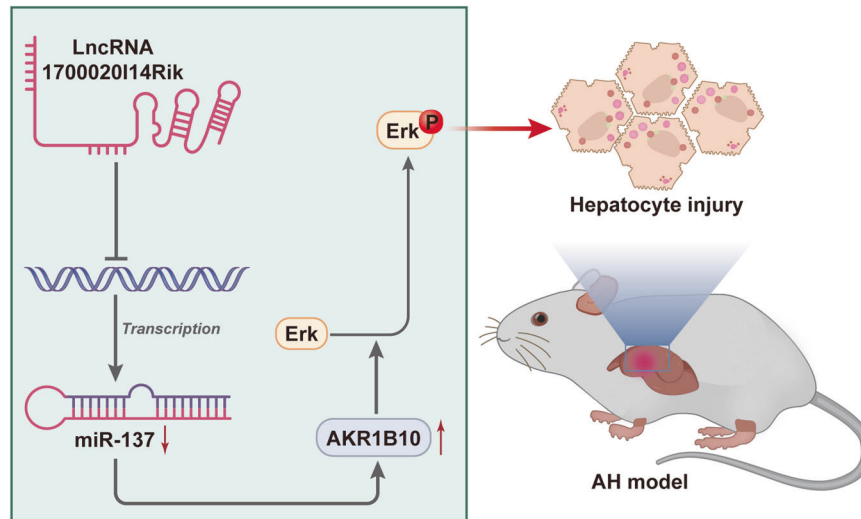 LncRNA
1700020I14Rik
Erk
P
Hepatocyte injury
Transcription
Erk
miR-137 ↓
AKR1B10 ↑
AH model